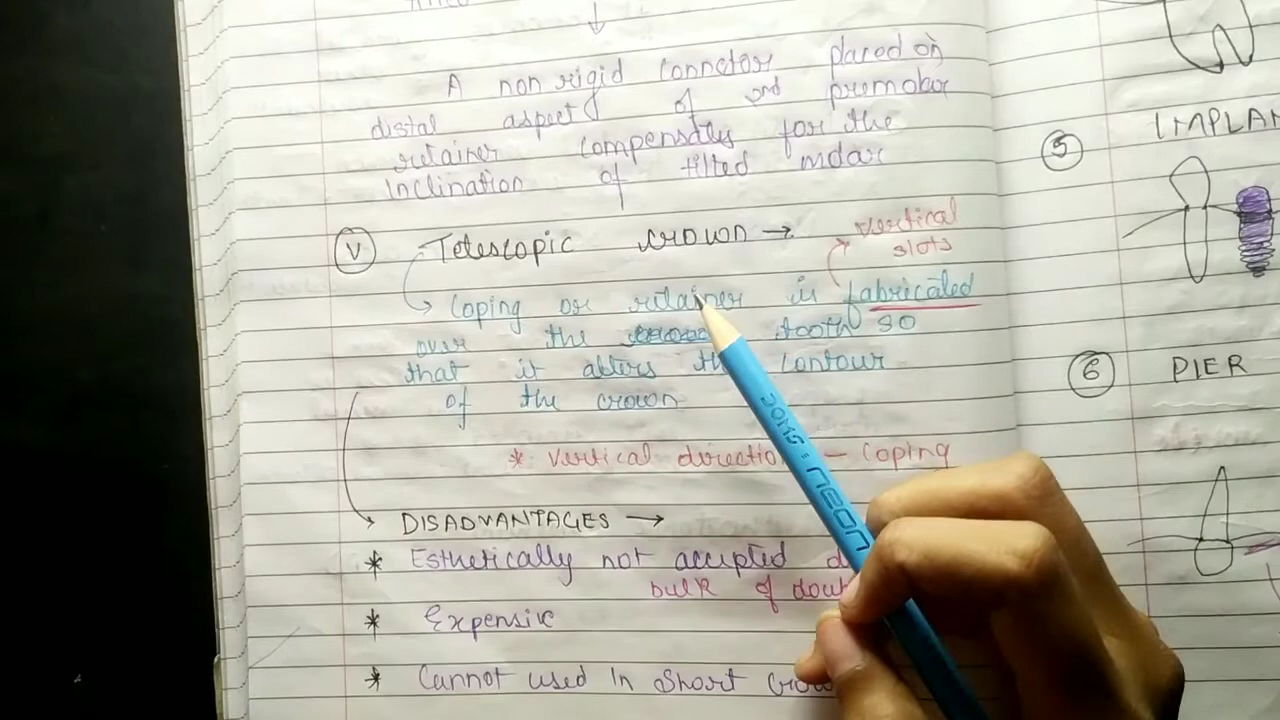 A non rigid connctor placed on
distal aspect of 2nd premolar
retainer compensates for the
Inclination of tilted molar
V Telescopic crown → vertical
slots
Coping or retainer is fabricated
over the tooth so
that it alters the contour
of the crown
* Vertical direction - Coping
DISADVANTAGES →
* Esthetically not accepted
bulk of
* Expensive
* Cannot used In Short
5 IMPLAN
6 PIER
DOMS neon